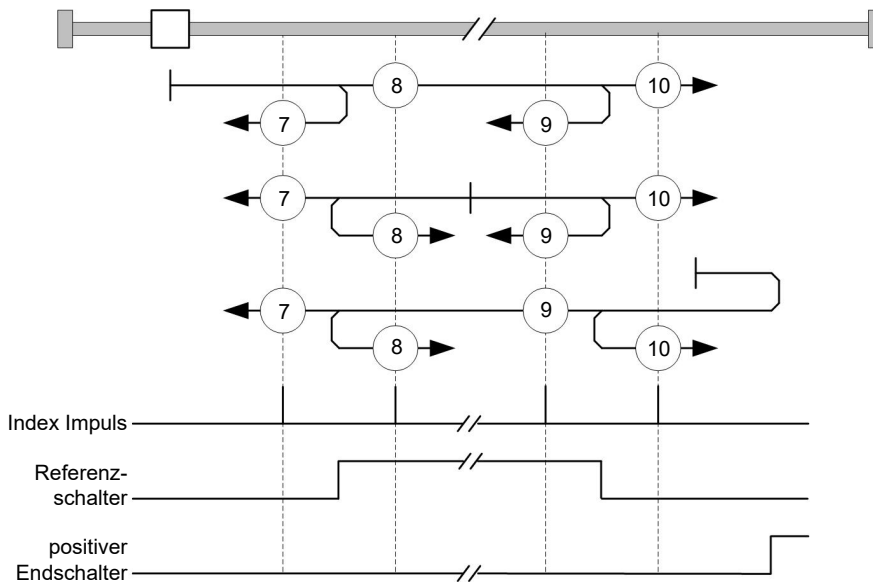 8
10
7
9
7
10
8
9
7
9
8
10
Index Impuls
Referenz-
schalter
positiver
Endschalter